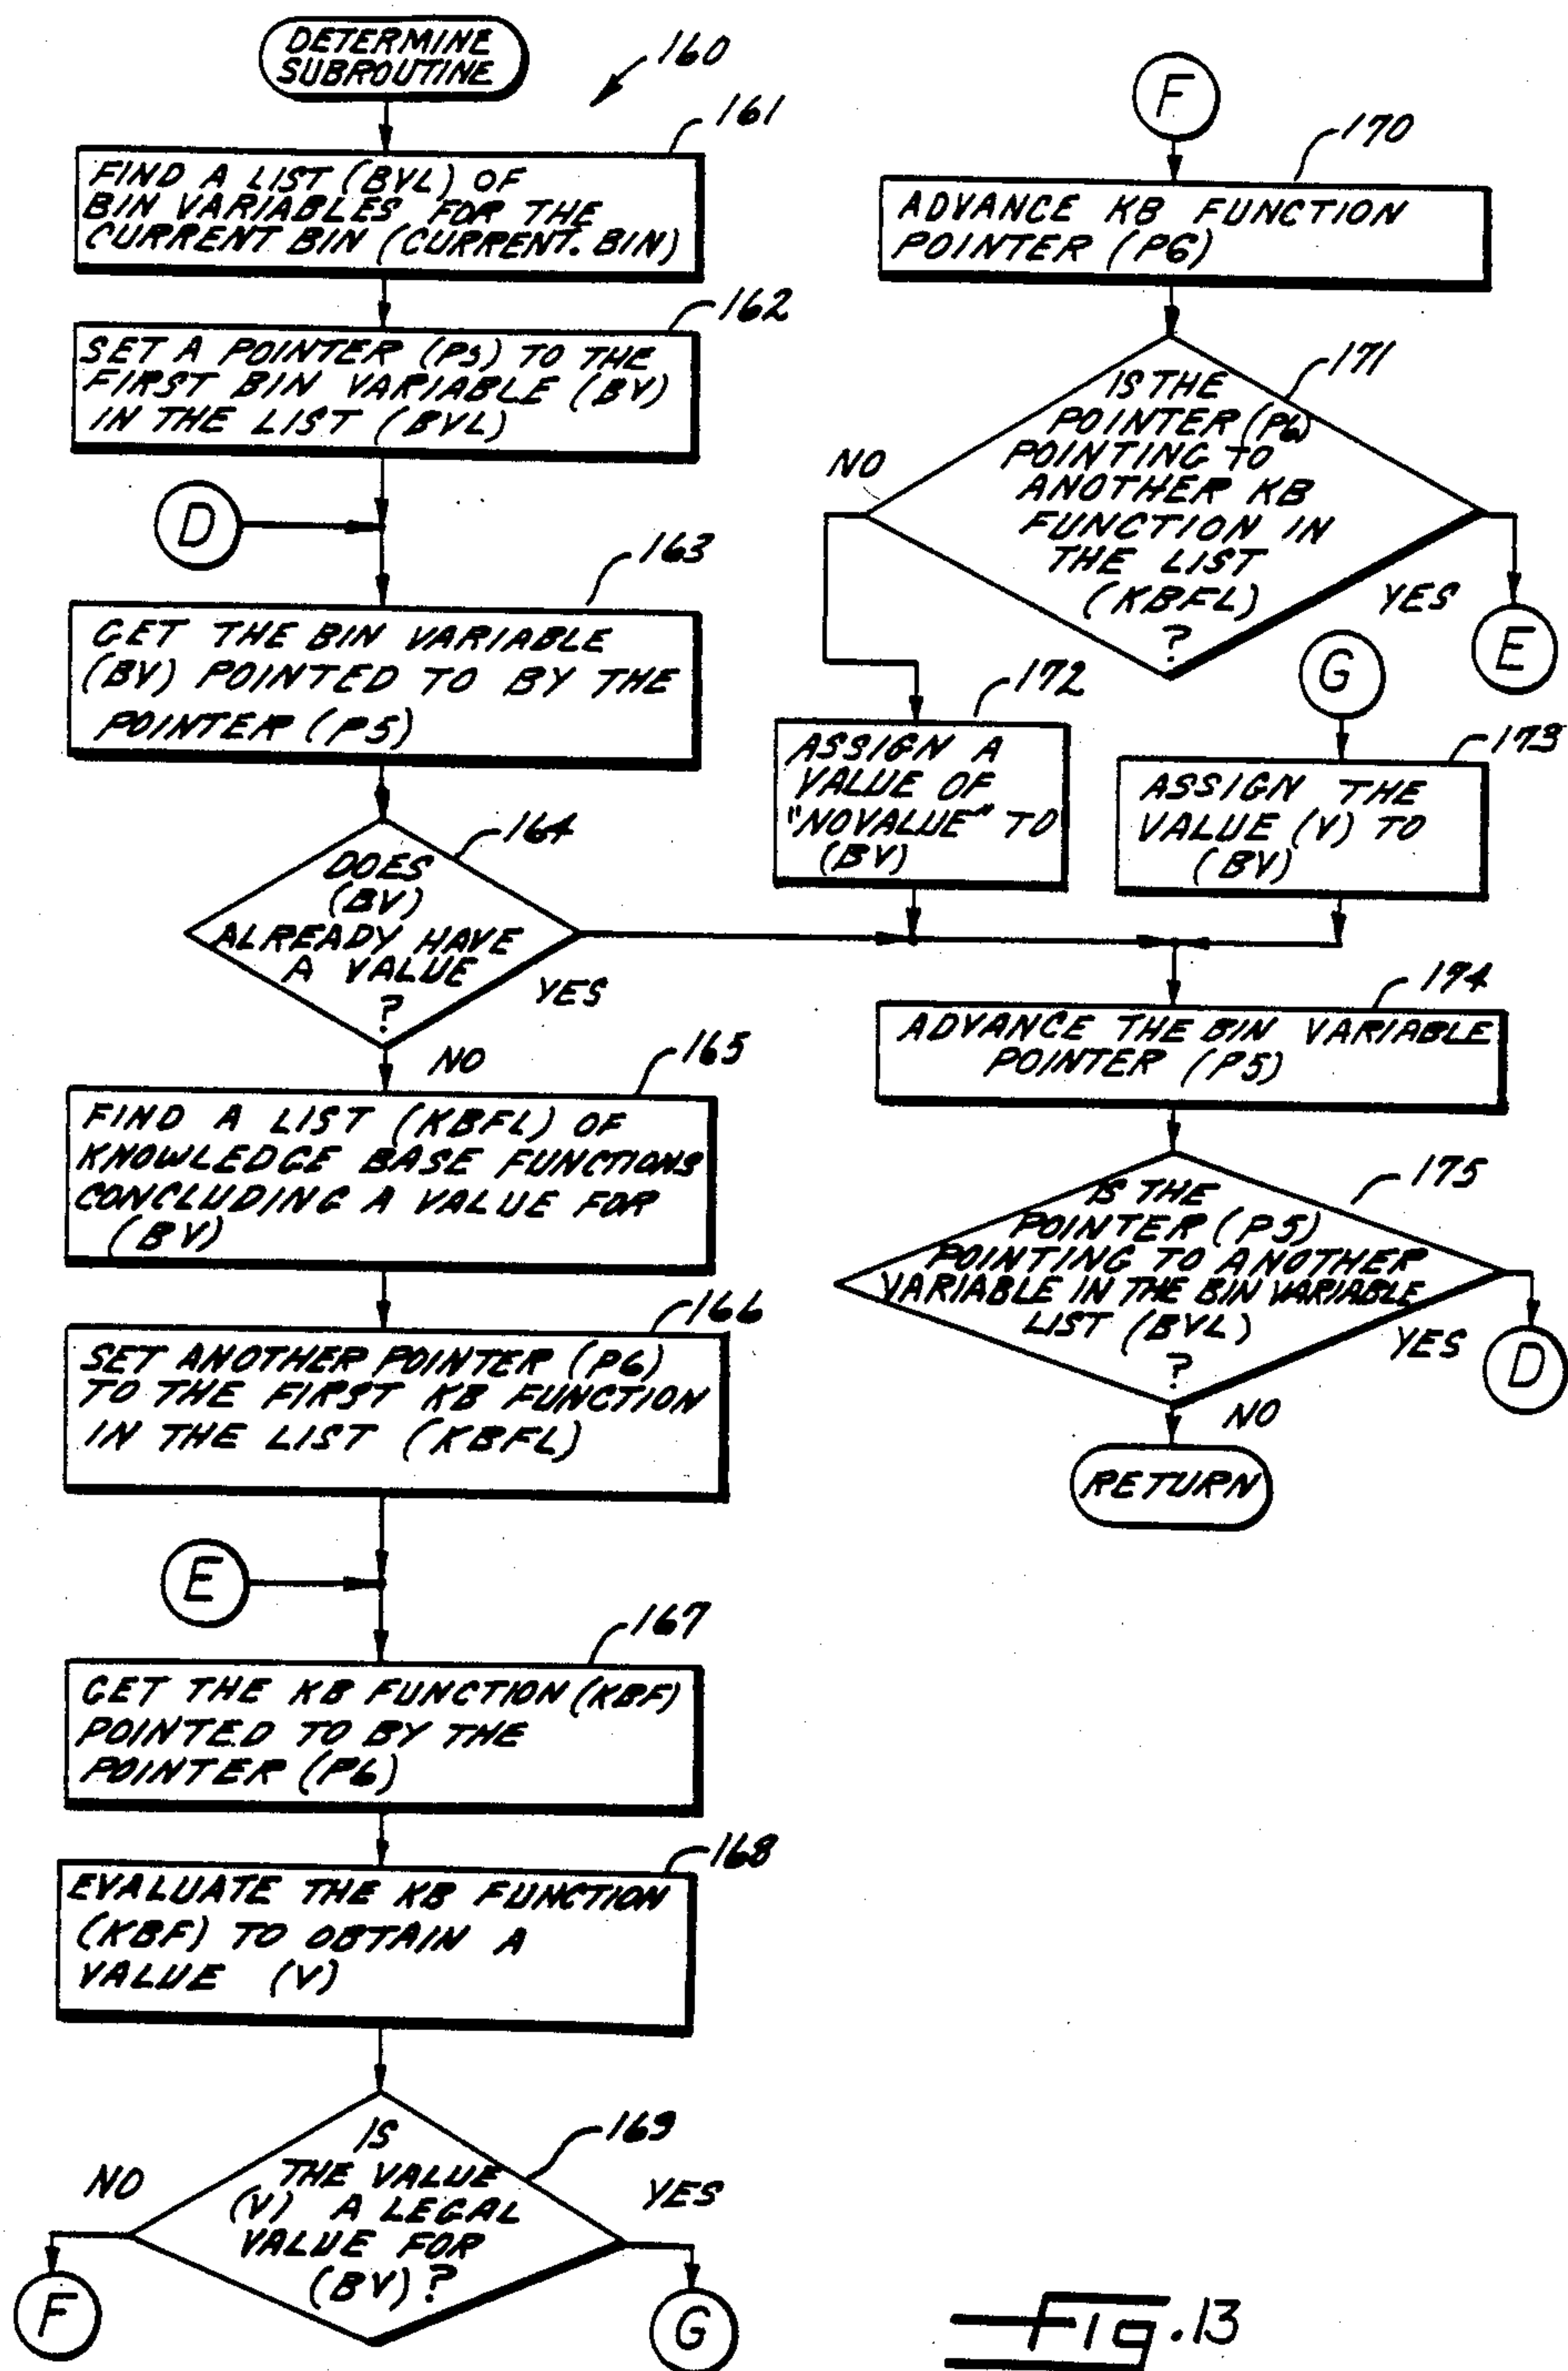 DETERMINE
SUBROUTINE
160
161
FIND A LIST (BVL) OF
BIN VARIABLES FOR THE
CURRENT BIN (CURRENT. BIN)
162
SET A POINTER (P5) TO THE
FIRST BIN VARIABLE (BV)
IN THE LIST (BVL)
D
163
GET THE BIN VARIABLE
(BV) POINTED TO BY THE
POINTER (P5)
164
DOES
(BV)
ALREADY HAVE
A VALUE
?
YES
NO
165
FIND A LIST (KBFL) OF
KNOWLEDGE BASE FUNCTIONS
CONCLUDING A VALUE FOR
(BV)
166
SET ANOTHER POINTER (P6)
TO THE FIRST KB FUNCTION
IN THE LIST (KBFL)
E
167
GET THE KB FUNCTION (KBF)
POINTED TO BY THE
POINTER (P6)
168
EVALUATE THE KB FUNCTION
(KBF) TO OBTAIN A
VALUE (V)
169
IS
THE VALUE
(V) A LEGAL
VALUE FOR
(BV)?
NO
YES
F
G
F
170
ADVANCE KB FUNCTION
POINTER (P6)
171
IS THE
POINTER (P6)
POINTING TO
ANOTHER KB
FUNCTION IN
THE LIST
(KBFL)
?
NO
YES
E
G
172
ASSIGN A
VALUE OF
"NOVALUE" TO
(BV)
173
ASSIGN THE
VALUE (V) TO
(BV)
174
ADVANCE THE BIN VARIABLE
POINTER (P5)
175
IS THE
POINTER (P5)
POINTING TO ANOTHER
VARIABLE IN THE BIN VARIABLE
LIST (BVL)
?
YES
D
NO
RETURN
Fig.13